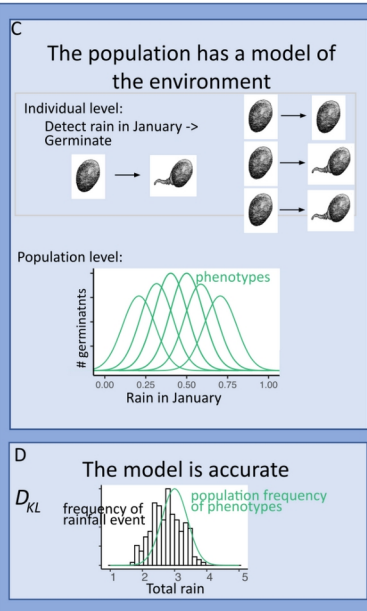 C
The population has a model of
the environment
Individual level:
Detect rain in January ->
Germinate
Population level:
phenotypes
# germinatnts
0.00 0.25 0.50 0.75 1.00
Rain in January
D
The model is accurate
DKL
frequency of
rainfall event
population frequency
of phenotypes
1 2 3 4 5
Total rain